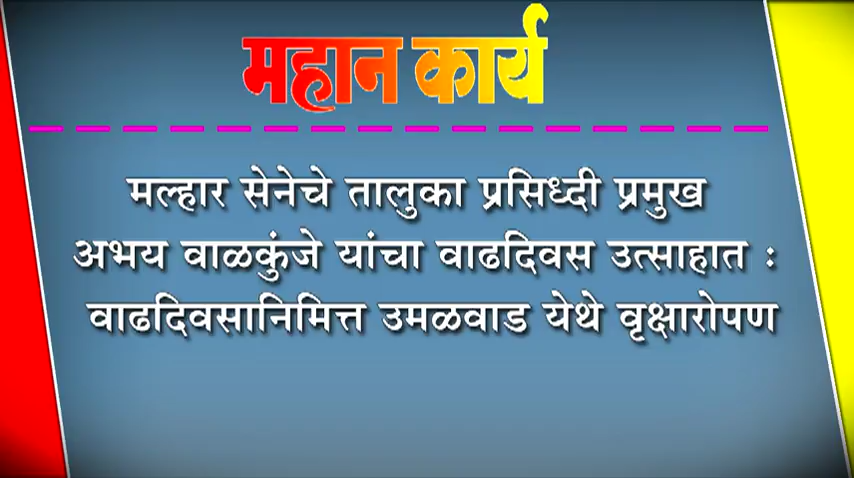 महान कार्य
मल्हार सेनेचे तालुका प्रसिध्दी प्रमुख
अभय वाळकुंजे यांचा वाढदिवस उत्साहात :
वाढदिवसानिमित्त उमळवाड येथे वृक्षारोपण